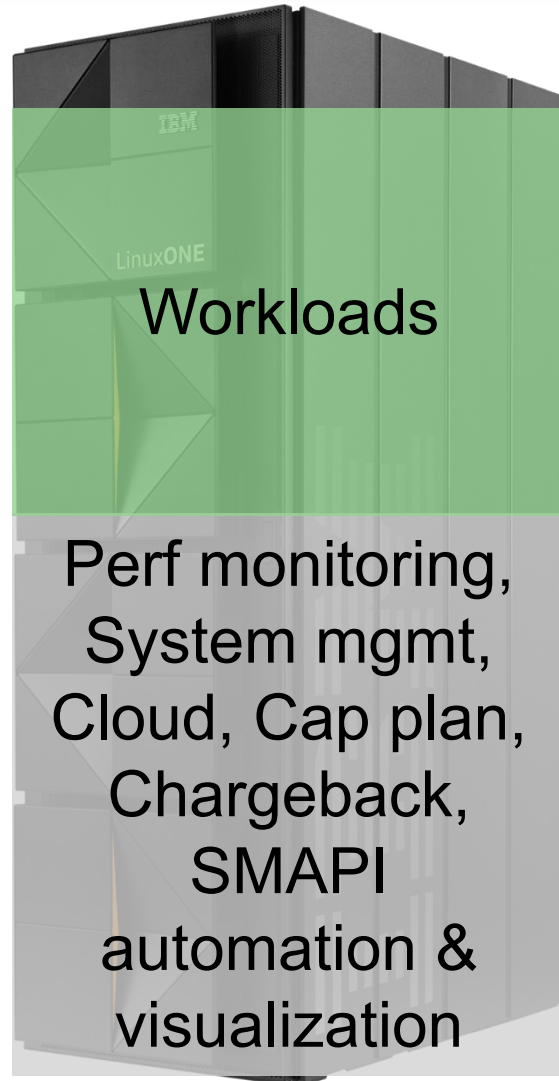 IBM
LinuxONE
Workloads
Perf monitoring,
System mgmt,
Cloud, Cap plan,
Chargeback,
SMAPI
automation &
visualization